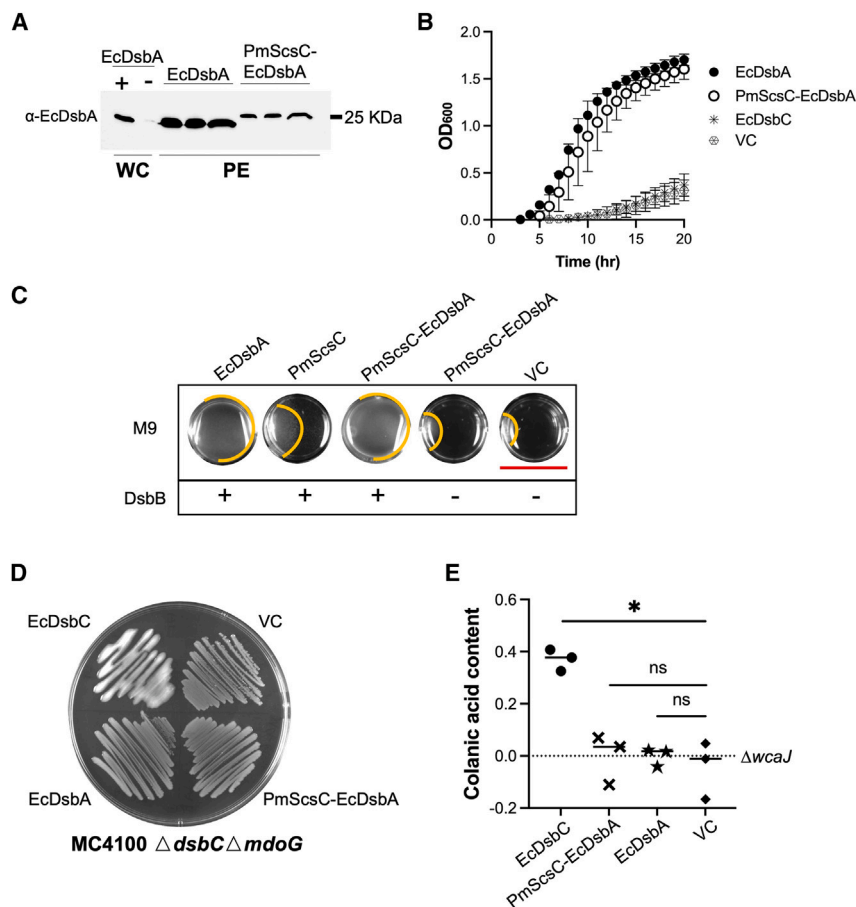 A
EcDsbA
+ -
EcDsbA
PmScsC-
EcDsbA
α-EcDsbA
25 KDa
WC
PE
B
OD600
2.0
1.5
1.0
0.5
0.0
0 5 10 15 20
Time (hr)
EcDsbA
PmScsC-EcDsbA
EcDsbC
VC
C
EcDsbA
PmScsC
PmScsC-EcDsbA
PmScsC-EcDsbA
VC
M9
DsbB + + + - -
D
EcDsbC
VC
EcDsbA
PmScsC-EcDsbA
MC4100 △dsbC△mdoG
E
Colanic acid content
0.6
0.4
0.2
0.0
-0.2
*
ns
ns
ΔwcaJ
EcDsbC
PmScsC-EcDsbA
EcDsbA
VC